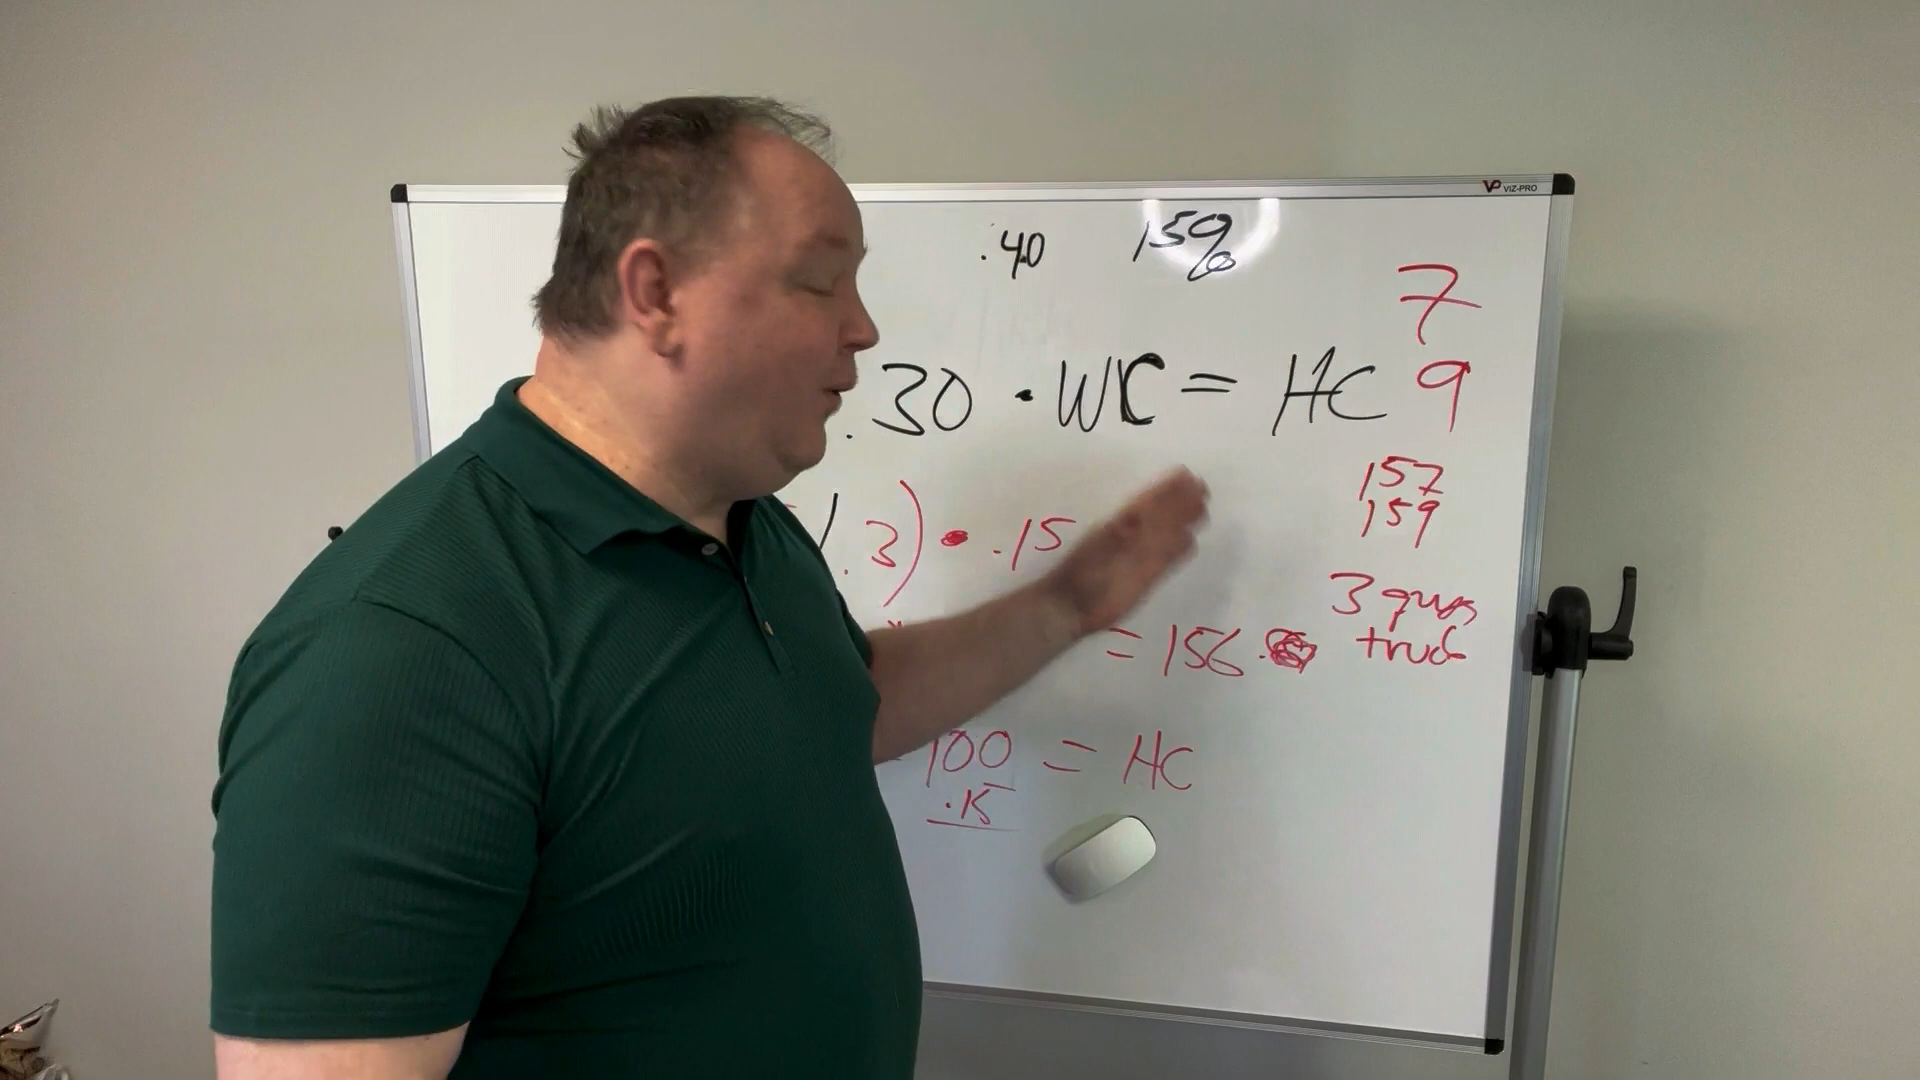 VP VIZ-PRO
.40 15%
7
.30 · WC = HC 9
157
/.3) · .15 159
3 guys
= 156. truck
100 = HC
.15